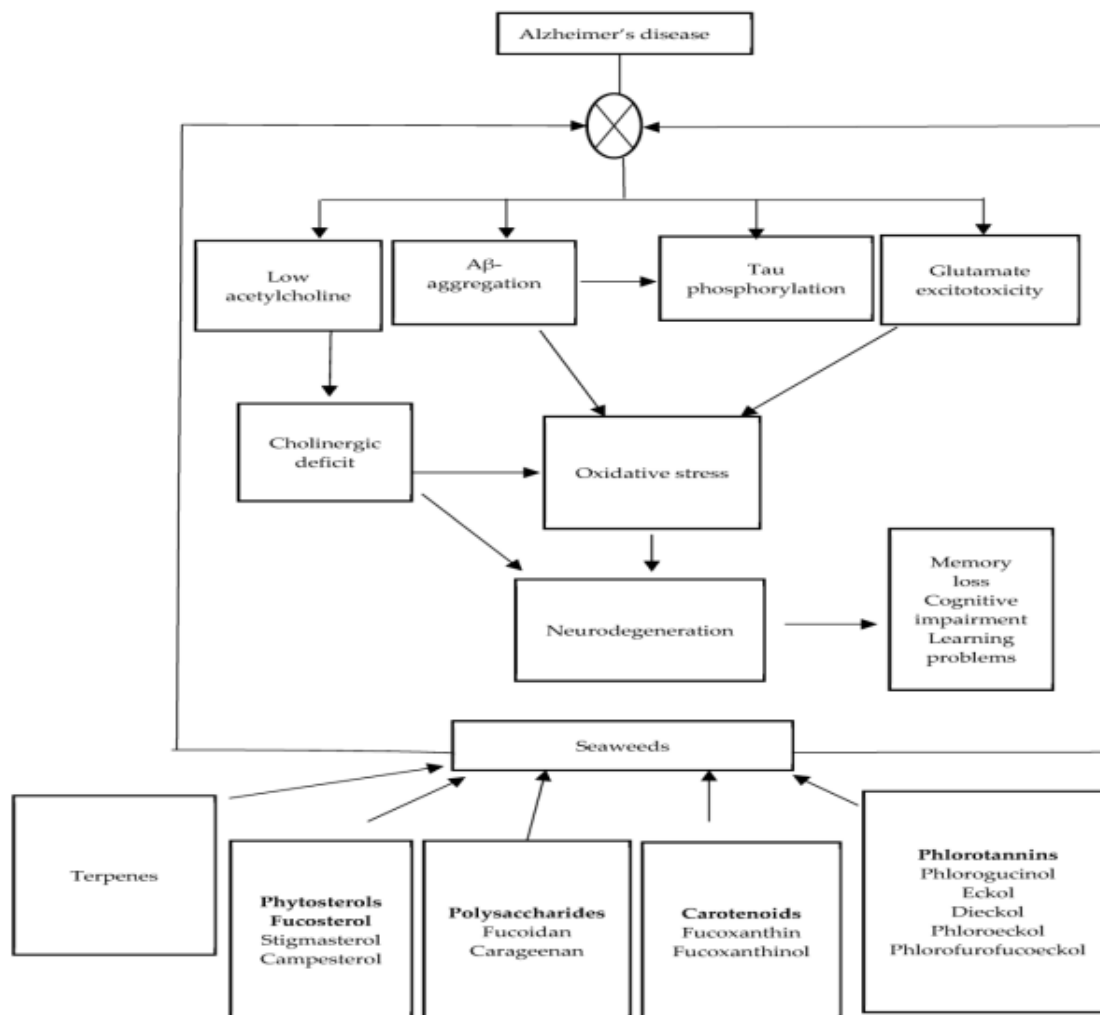 Alzheimer's disease
Low
acetylcholine
Aβ-
aggregation
Tau
phosphorylation
Glutamate
excitotoxicity
Cholinergic
deficit
Oxidative stress
Neurodegeneration
Memory
loss
Cognitive
impairment
Learning
problems
Seaweeds
Terpenes
Phytosterols
Fucosterol
Stigmasterol
Campesterol
Polysaccharides
Fucoidan
Carageenan
Carotenoids
Fucoxanthin
Fucoxanthinol
Phlorotannins
Phlorogucinol
Eckol
Dieckol
Phloroeckol
Phlorofurofucoeckol